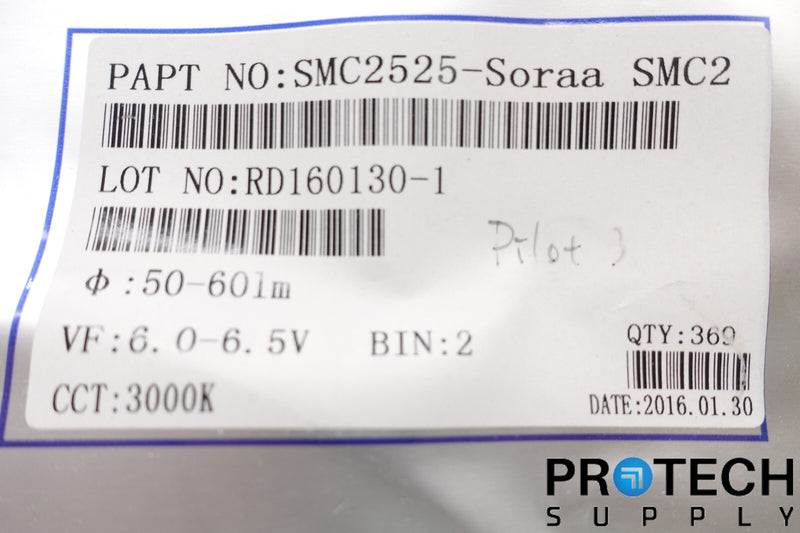 PAPT NO:SMC2525-Soraa SMC2
LOT NO:RD160130-1
Pilot 3
Φ:50-60lm
VF:6.0-6.5V BIN:2
QTY:369
CCT:3000K
DATE:2016.01.30
PROTECH
SUPPLY